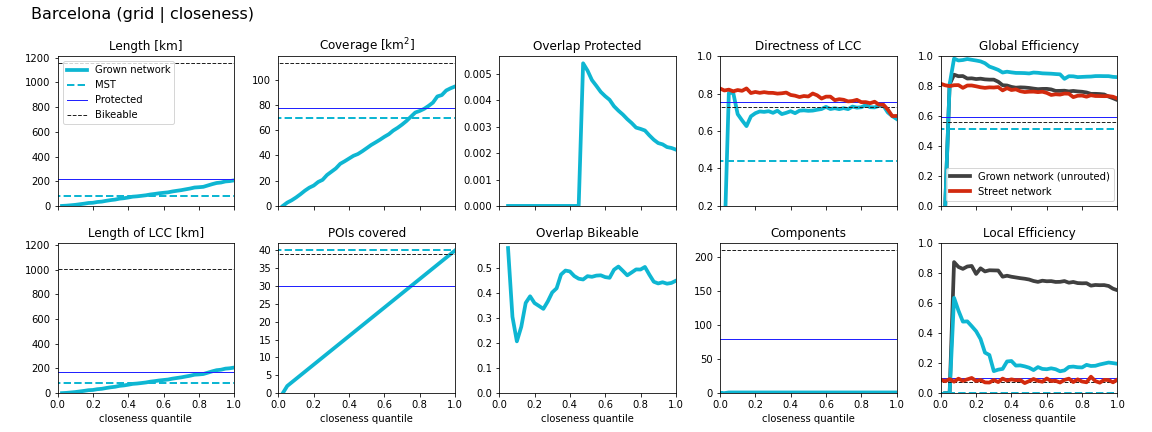 Barcelona (grid | closeness)
Length [km]
Coverage [km²]
Overlap Protected
Directness of LCC
Global Efficiency
1200
1000
800
600
400
200
0
Grown network
MST
Protected
Bikeable
100
80
60
40
20
0
0.005
0.004
0.003
0.002
0.001
0.000
1.0
0.8
0.6
0.4
0.2
1.0
0.8
0.6
0.4
0.2
0.0
Grown network (unrouted)
Street network
Length of LCC [km]
POIs covered
Overlap Bikeable
Components
Local Efficiency
1200
1000
800
600
400
200
0
40
35
30
25
20
15
10
5
0
0.5
0.4
0.3
0.2
0.1
0.0
200
150
100
50
0
1.0
0.8
0.6
0.4
0.2
0.0
0.0 0.2 0.4 0.6 0.8 1.0
0.0 0.2 0.4 0.6 0.8 1.0
0.0 0.2 0.4 0.6 0.8 1.0
0.0 0.2 0.4 0.6 0.8 1.0
0.0 0.2 0.4 0.6 0.8 1.0
closeness quantile
closeness quantile
closeness quantile
closeness quantile
closeness quantile